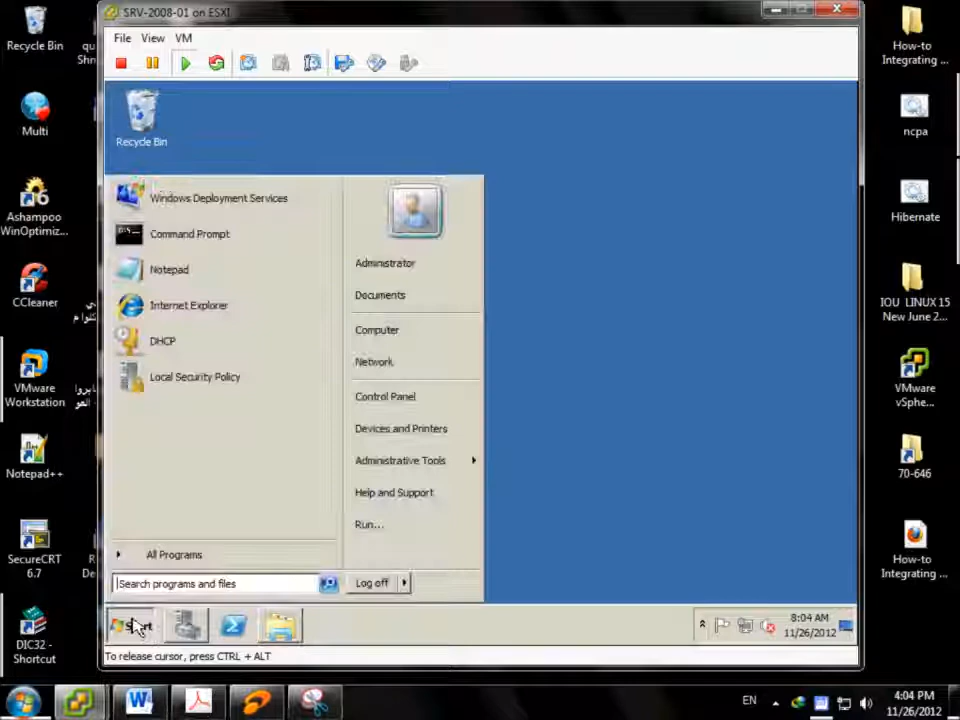 SRV-2008-01 on ESXI
File View VM
Recycle Bin
Multi
Ashampoo
WinOptimiz...
CCleaner
VMware
Workstation
Notepad++
SecureCRT
6.7
DIC32 -
Shortcut
qu
Shn
Recycle Bin
Windows Deployment Services
Command Prompt
Notepad
Internet Explorer
DHCP
Local Security Policy
All Programs
Search programs and files
Administrator
Documents
Computer
Network
Control Panel
Devices and Printers
Administrative Tools
Help and Support
Run...
Log off
Start
8:04 AM
11/26/2012
To release cursor, press CTRL + ALT
How-to
Integrating ...
ncpa
Hibernate
IOU LINUX 15
New June 2...
VMware
vSphe...
70-646
How-to
Integrating ...
EN
4:04 PM
11/26/2012